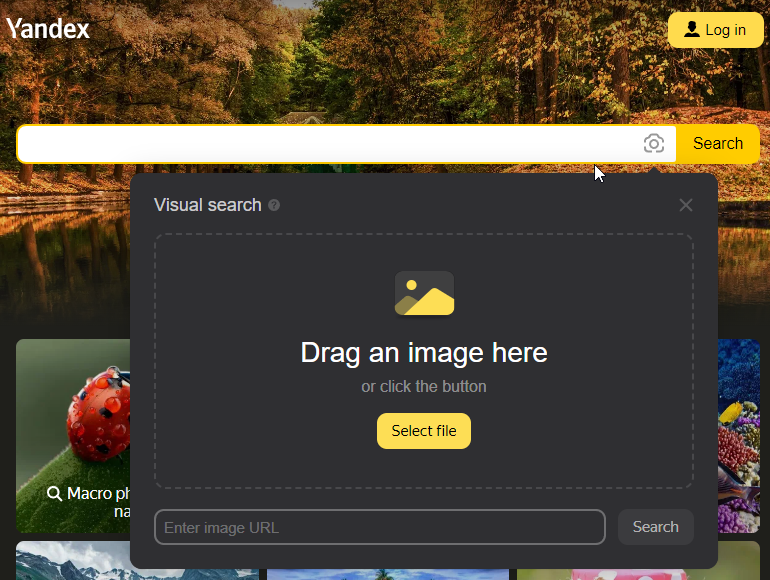 Yandex
Log in
Search
Visual search
Drag an image here
or click the button
Select file
Macro
Enter image URL
Search